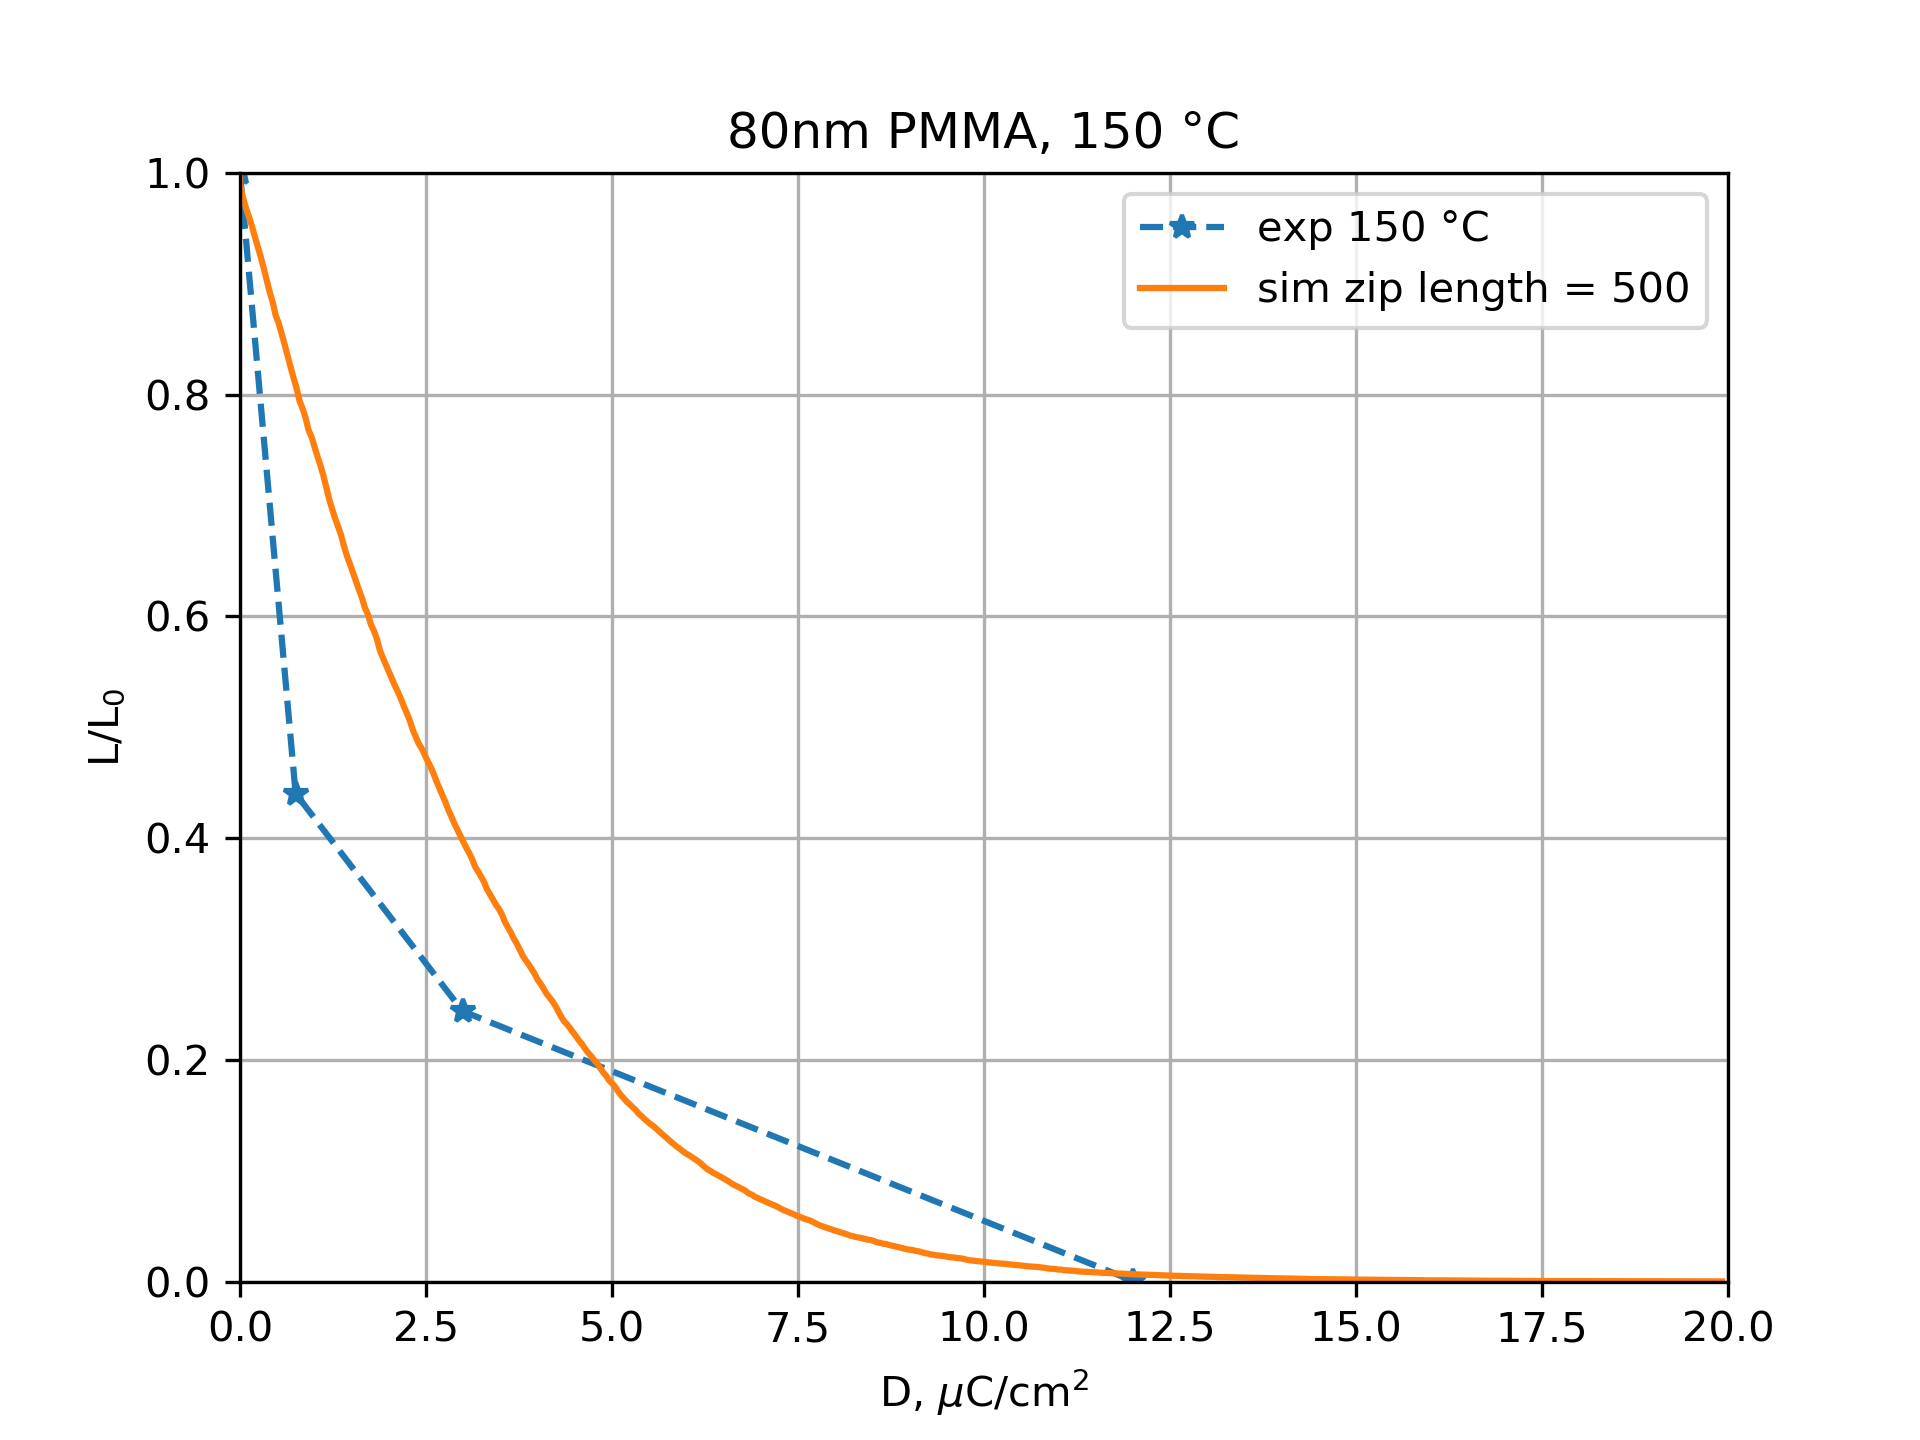 80nm PMMA, 150 °C
exp 150 °C
sim zip length = 500
1.0
0.8
0.6
0.4
0.2
0.0
L/L₀
0.0 2.5 5.0 7.5 10.0 12.5 15.0 17.5 20.0
D, μC/cm²